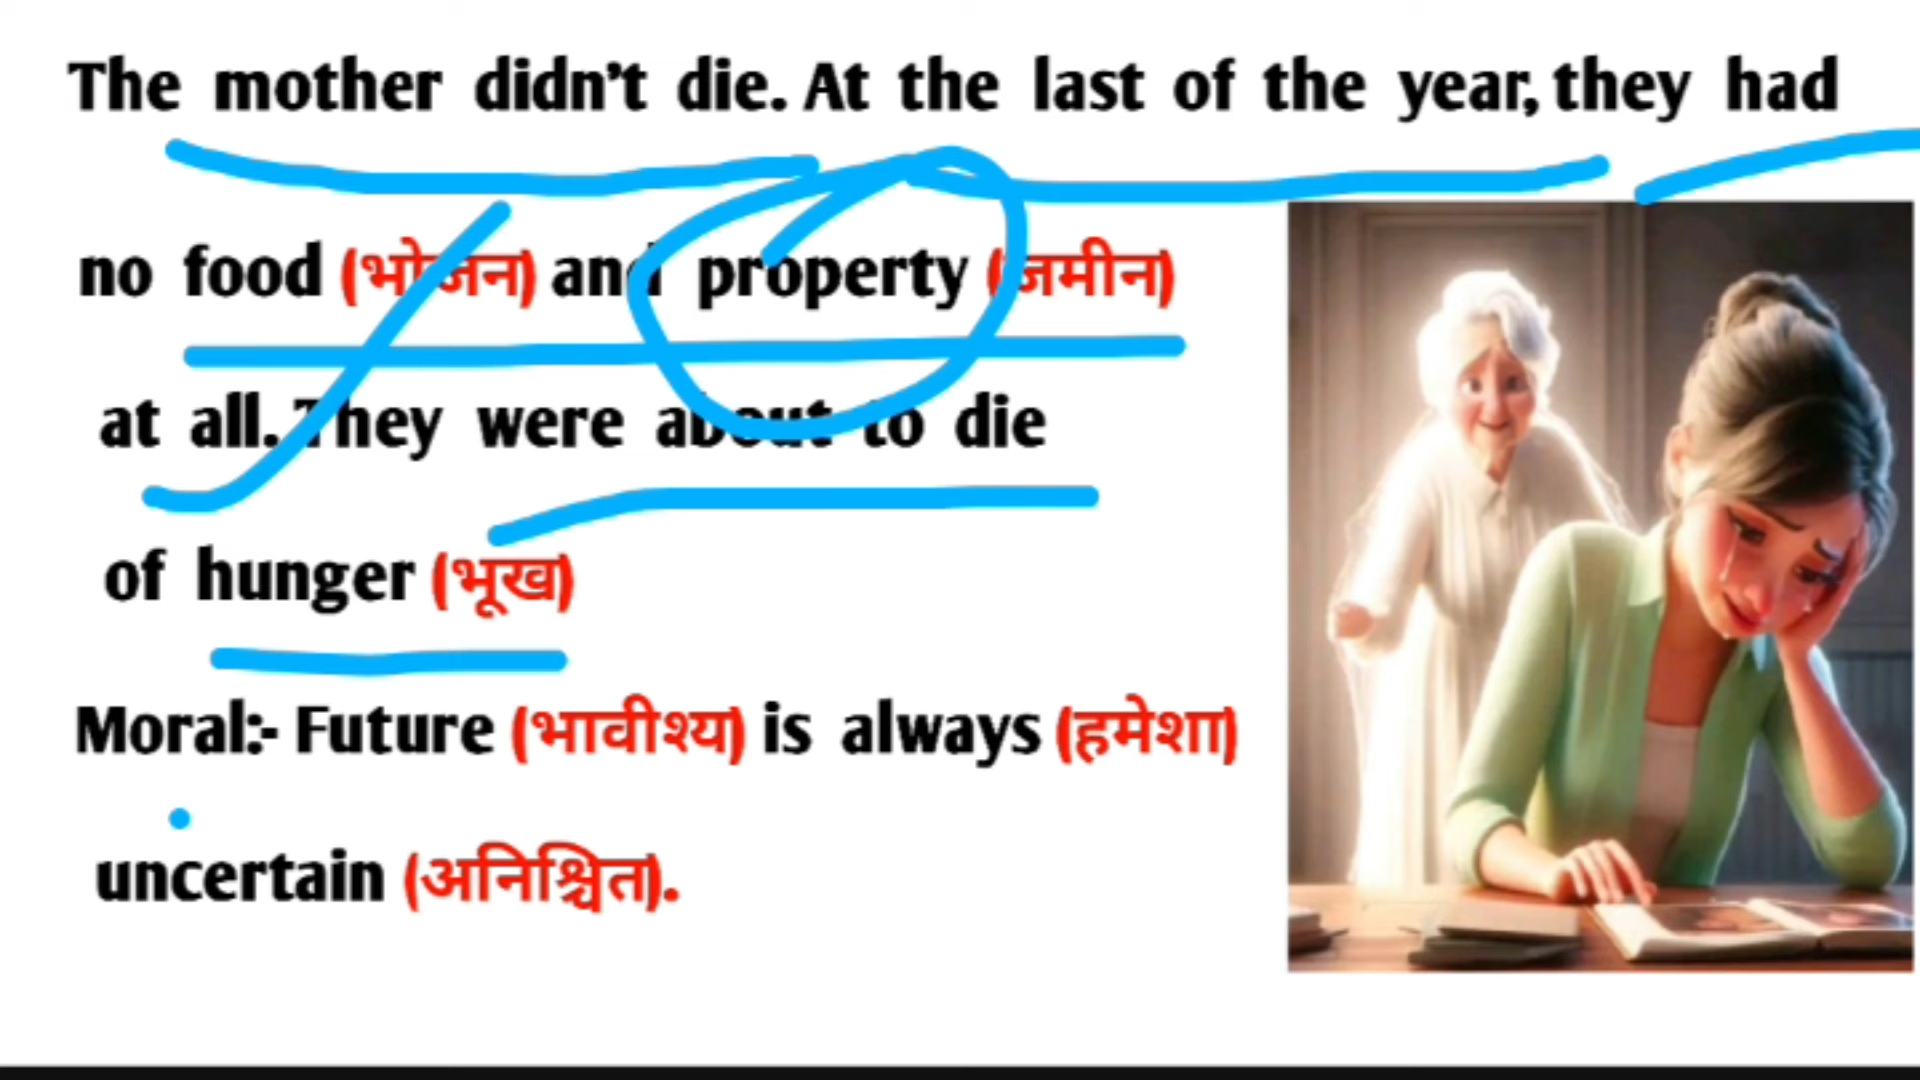 The mother didn't die. At the last of the year, they had
no food (भोजन) and property (जमीन)
at all. They were about to die
of hunger (भूख)
Moral:- Future (भावीश्य) is always (हमेशा)
uncertain (अनिश्चित).